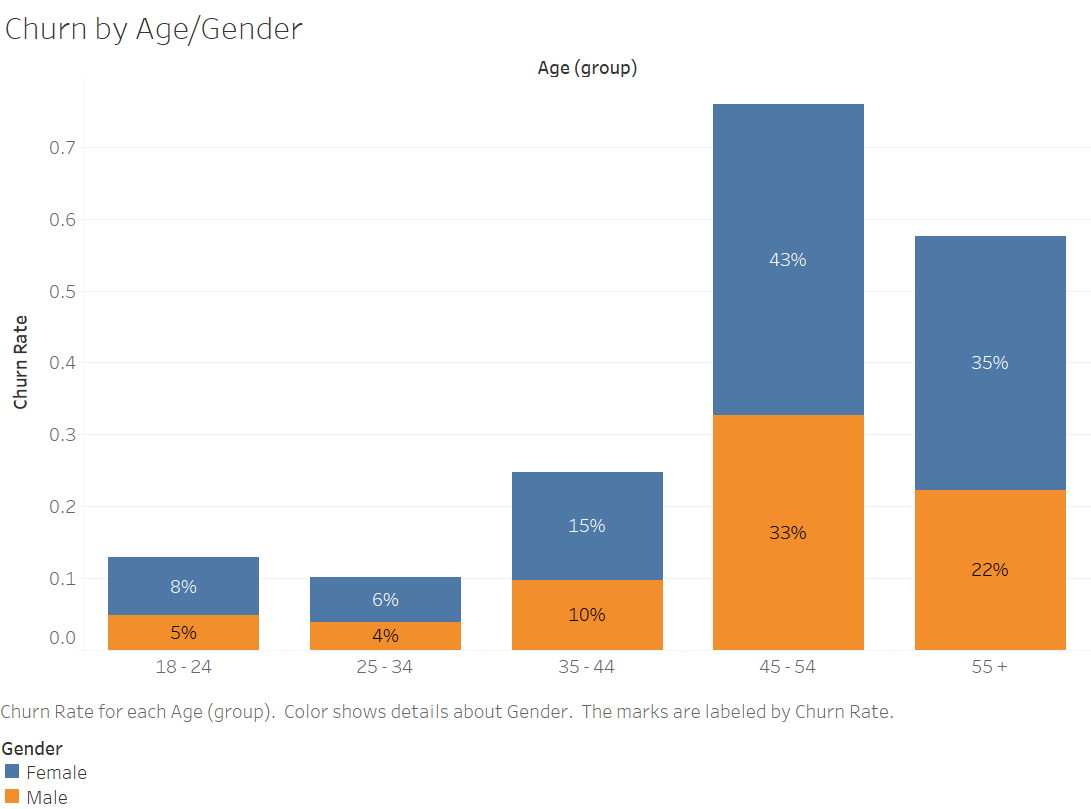 Churn by Age/Gender
Age (group)
Churn Rate
0.7
0.6
0.5
0.4
0.3
0.2
0.1
0.0
8%
5%
6%
4%
15%
10%
43%
33%
35%
22%
18 - 24
25 - 34
35 - 44
45 - 54
55 +
Churn Rate for each Age (group).  Color shows details about Gender.  The marks are labeled by Churn Rate.
Gender
Female
Male